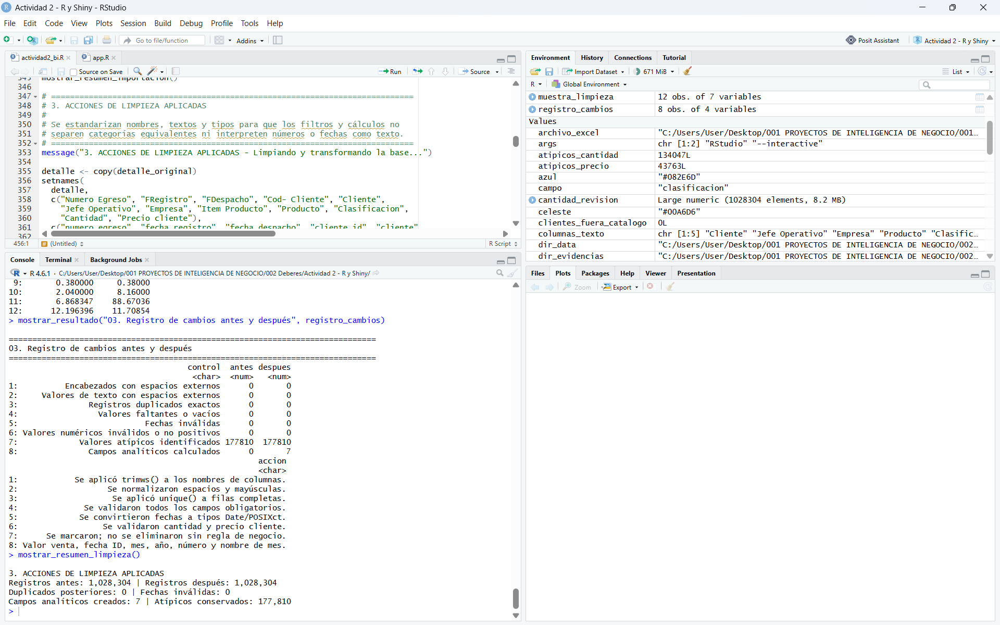 Actividad 2 - R y Shiny - RStudio
File Edit Code View Plots Session Build Debug Profile Tools Help
Go to file/function Addins Posit Assistant Actividad 2 - R y Shiny
actividad2_bi.R app.R
Source on Save Run Source
345 mostrar_resumen_importacion()
346
347 # =============================================================================
348 # 3. ACCIONES DE LIMPIEZA APLICADAS
349 #
350 # Se estandarizan nombres, textos y tipos para que los filtros y cálculos no
351 # separen categorías equivalentes ni interpreten números o fechas como texto.
352 # =============================================================================
353 message("3. ACCIONES DE LIMPIEZA APLICADAS - Limpiando y transformando la base...")
354
355 detalle <- copy(detalle_original)
356 setnames(
357 detalle,
358 c("Numero Egreso", "FRegistro", "FDespacho", "Cod- Cliente", "Cliente",
359 "Jefe Operativo", "Empresa", "Item Producto", "Producto", "Clasificacion",
360 "Cantidad", "Precio cliente"),
361 c("numero_egreso", "fecha_registro", "fecha_despacho", "cliente_id", "cliente"
362
456:1 (Untitled) R Script
Console Terminal Background Jobs
R 4.6.1 · C:/Users/User/Desktop/001 PROYECTOS DE INTELIGENCIA DE NEGOCIO/002 Deberes/Actividad 2 - R y Shiny/
9: 0.380000 0.38000
10: 2.040000 8.16000
11: 6.868347 88.67036
12: 12.196396 11.70854
> mostrar_resultado("03. Registro de cambios antes y después", registro_cambios)
==============================================================================
03. Registro de cambios antes y después
==============================================================================
control antes despues
<char> <num> <num>
1: Encabezados con espacios externos 0 0
2: Valores de texto con espacios externos 0 0
3: Registros duplicados exactos 0 0
4: Valores faltantes o vacíos 0 0
5: Fechas inválidas 0 0
6: Valores numéricos inválidos o no positivos 0 0
7: Valores atípicos identificados 177810 177810
8: Campos analíticos calculados 0 7
accion
<char>
1: Se aplicó trimws() a los nombres de columnas.
2: Se normalizaron espacios y mayúsculas.
3: Se aplicó unique() a filas completas.
4: Se validaron todos los campos obligatorios.
5: Se convirtieron fechas a tipos Date/POSIXct.
6: Se validaron cantidad y precio cliente.
7: Se marcaron; no se eliminaron sin regla de negocio.
8: Valor venta, fecha ID, mes, año, número y nombre de mes.
> mostrar_resumen_limpieza()
3. ACCIONES DE LIMPIEZA APLICADAS
Registros antes: 1,028,304 | Registros después: 1,028,304
Duplicados posteriores: 0 | Fechas inválidas: 0
Campos analíticos creados: 7 | Atípicos conservados: 177,810
>
Environment History Connections Tutorial
Import Dataset 671 MiB List
R Global Environment
muestra_limpieza 12 obs. of 7 variables
registro_cambios 8 obs. of 4 variables
Values
archivo_excel "C:/Users/User/Desktop/001 PROYECTOS DE INTELIGENCIA DE NEGOCIO/001…
args chr [1:2] "RStudio" "--interactive"
atipicos_cantidad 134047L
atipicos_precio 43763L
azul "#082E6D"
campo "clasificacion"
cantidad_revision Large numeric (1028304 elements, 8.2 MB)
celeste "#00A6D6"
clientes_fuera_catalogo 0L
columnas_texto chr [1:5] "Cliente" "Jefe Operativo" "Empresa" "Producto" "Clasific…
dir_data "C:/Users/User/Desktop/001 PROYECTOS DE INTELIGENCIA DE NEGOCIO/002…
dir_evidencias "C:/Users/User/Desktop/001 PROYECTOS DE INTELIGENCIA DE NEGOCIO/002…
Files Plots Packages Help Viewer Presentation
Zoom Export